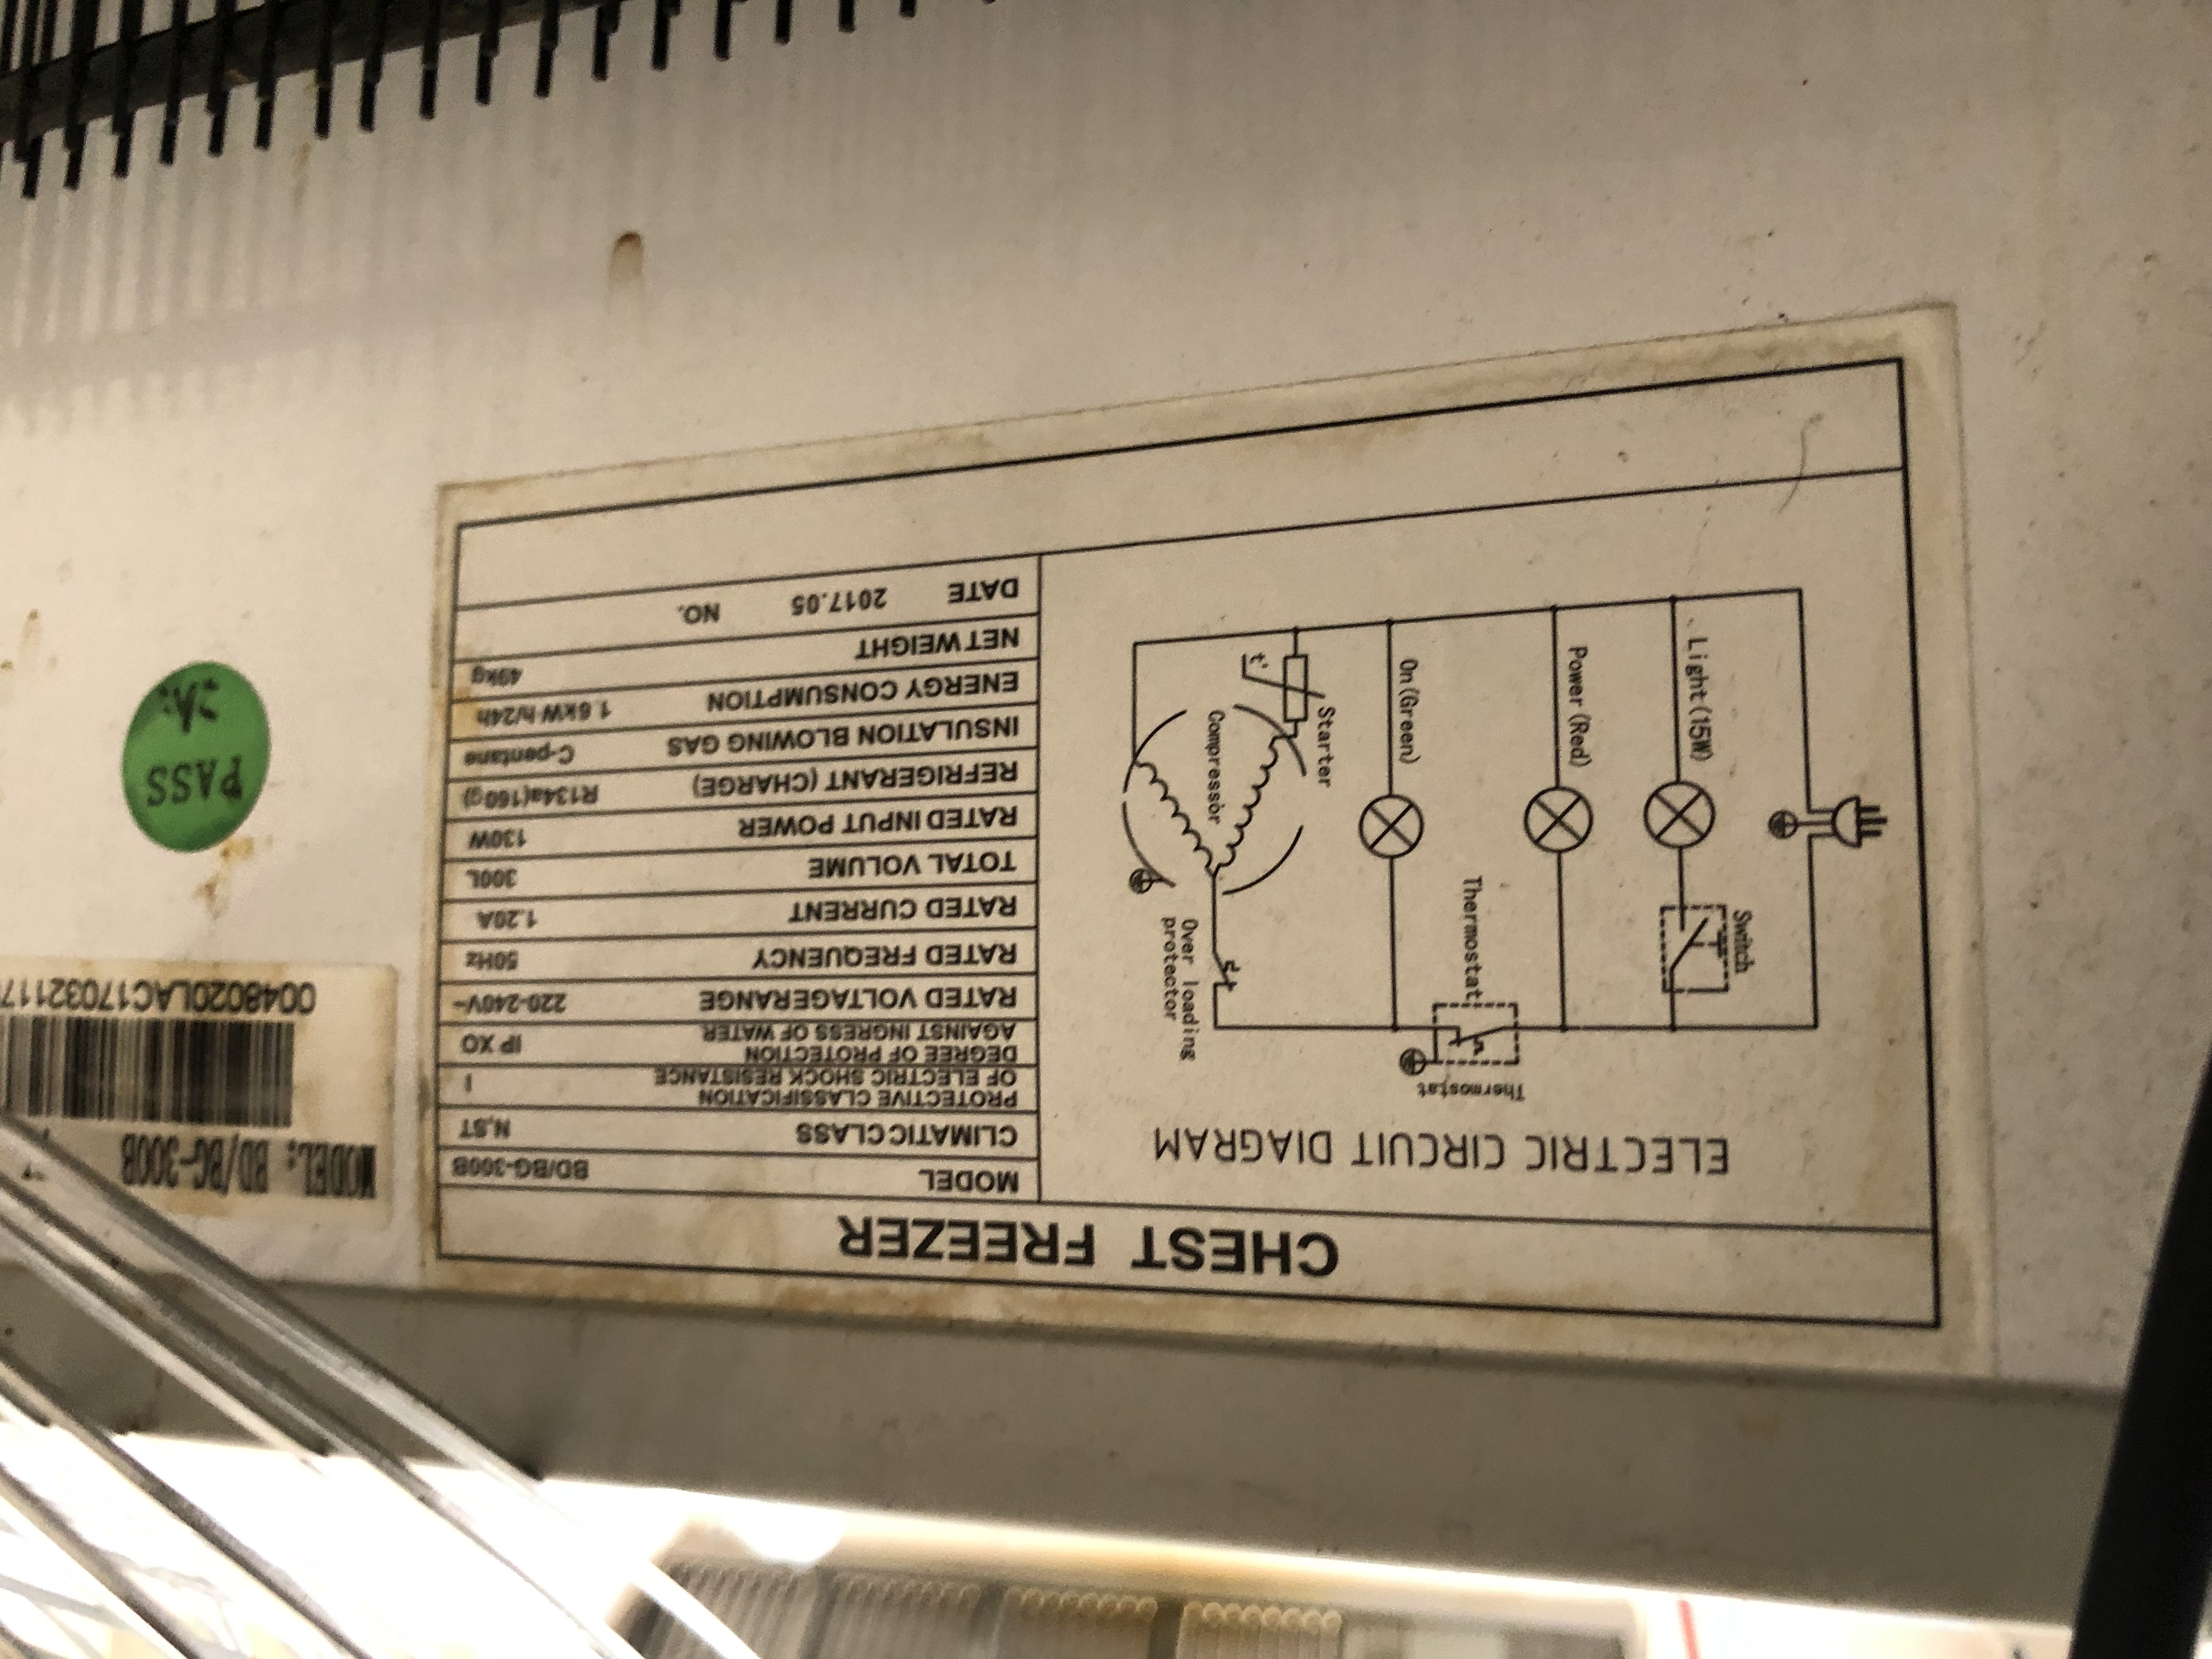 CHEST FREEZER
ELECTRIC CIRCUIT DIAGRAM
Thermostat
Thermostat
Switch
Over loading
protector
Light(15W)
Power(Red)
On(Green)
Compressor
Starter
t°
MODEL BD/BG-300B
CLIMATIC CLASS N,ST
PROTECTIVE CLASSIFICATION
OF ELECTRIC SHOCK RESISTANCE I
DEGREE OF PROTECTION
AGAINST INGRESS OF WATER IP XO
RATED VOLTAGERANGE 220-240V~
RATED FREQUENCY 50Hz
RATED CURRENT 1.20A
TOTAL VOLUME 300L
RATED INPUT POWER 130W
REFRIGERANT (CHARGE) R134a(160g)
INSULATION BLOWING GAS C-pentane
ENERGY CONSUMPTION 1.6kW·h/24h
NET WEIGHT 49kg
DATE 2017.05 NO.
MODEL: BD/BG-300B
0048020LAC17032117
PASS